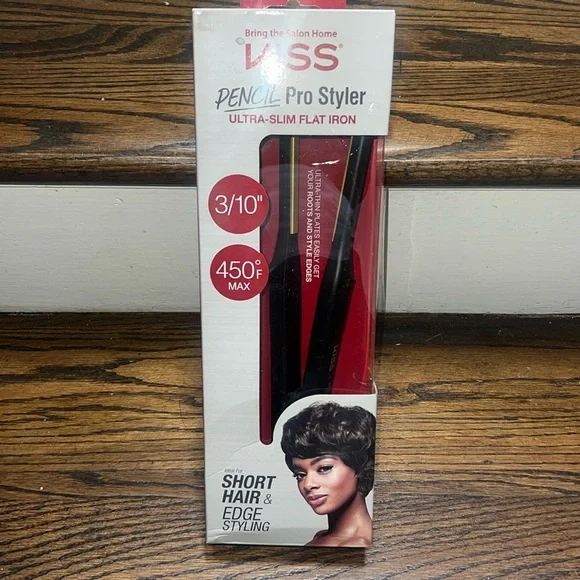 Bring the Salon Home
KISS®
PENCIL Pro Styler
ULTRA-SLIM FLAT IRON
3/10"
450°F
MAX
ULTRA-THIN PLATES EASILY GET
YOUR ROOTS AND STYLE EDGES
Ideal For
SHORT
HAIR &
EDGE
STYLING